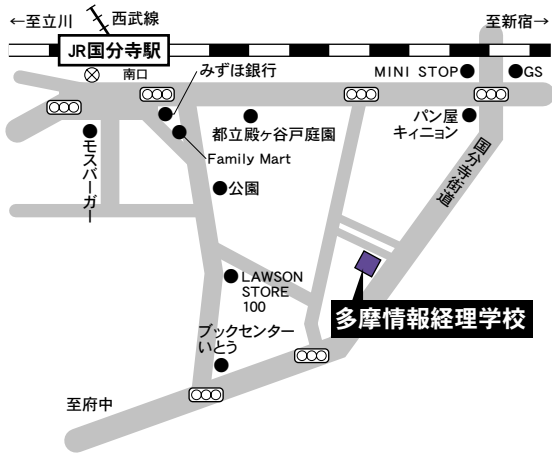 ←至立川
西武線
至新宿→
JR国分寺駅
南口
みずほ銀行
MINI STOP
GS
都立殿ヶ谷戸庭園
パン屋
キィニョン
Family Mart
モスバーガー
公園
国分寺街道
LAWSON
STORE
100
多摩情報経理学校
ブックセンター
いとう
至府中